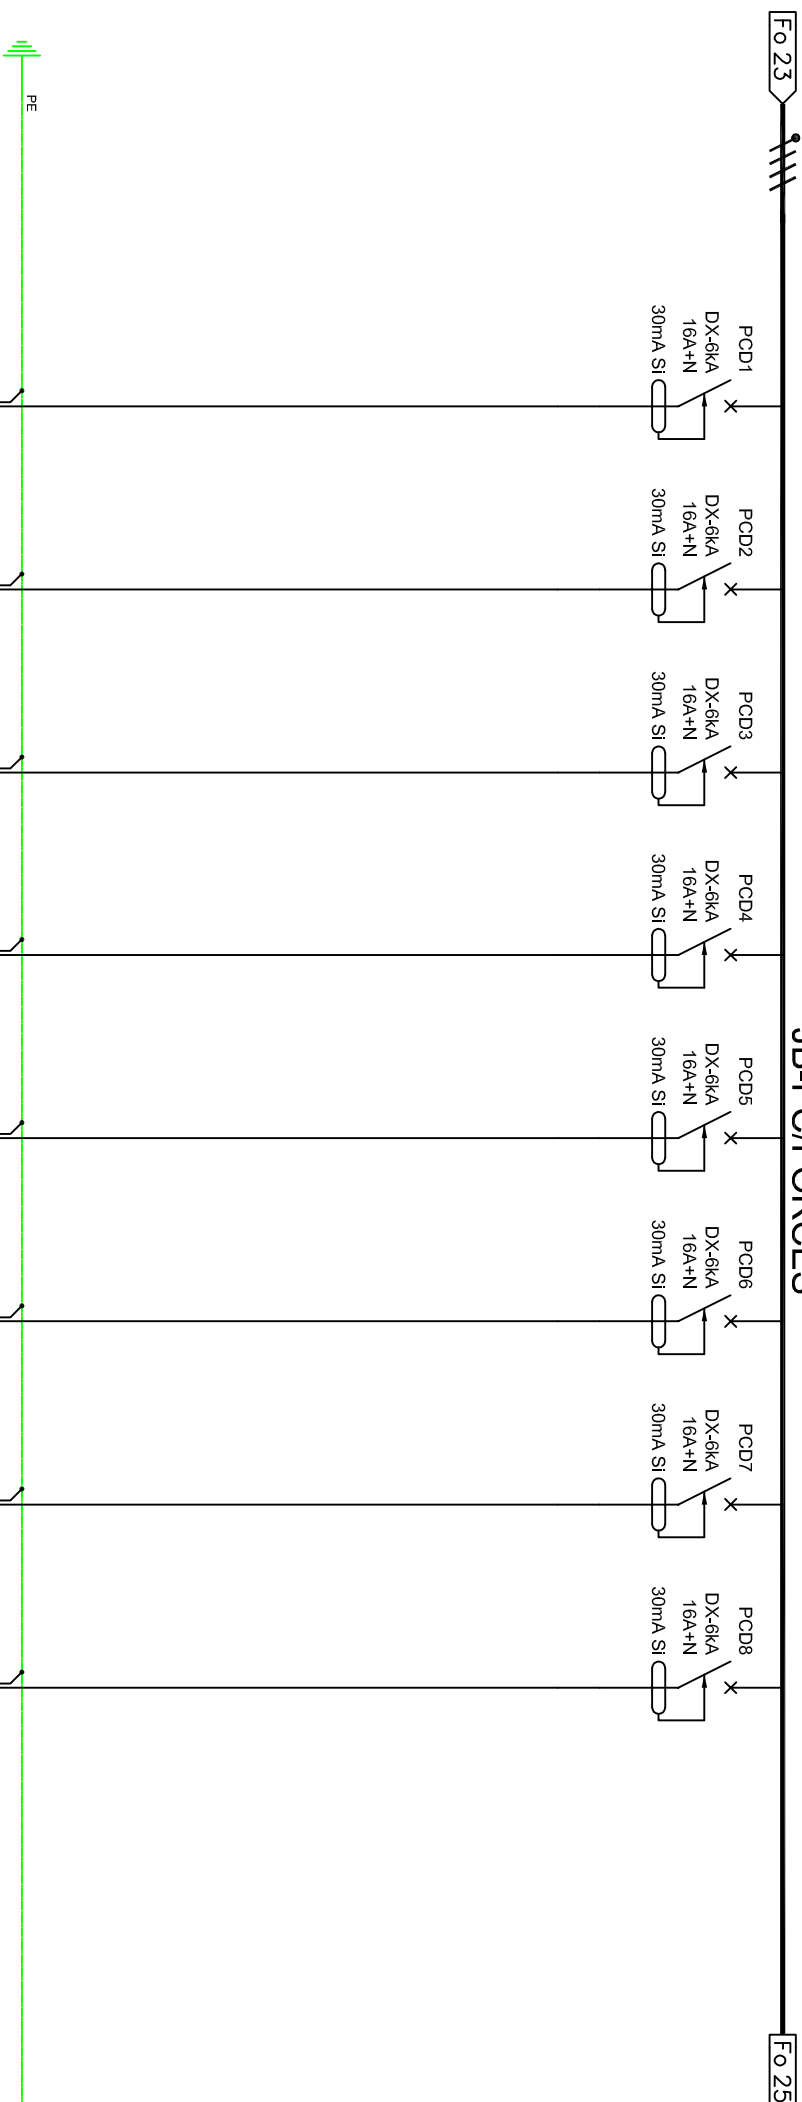 Fo 23
PE
PCD1
DX-6kA
16A+N
30mA Si
PCD2
DX-6kA
16A+N
30mA Si
PCD3
DX-6kA
16A+N
30mA Si
PCD4
DX-6kA
16A+N
30mA Si
PCD5
DX-6kA
16A+N
30mA Si
PCD6
DX-6kA
16A+N
30mA Si
PCD7
DX-6kA
16A+N
30mA Si
PCD8
DX-6kA
16A+N
30mA Si
Fo 25